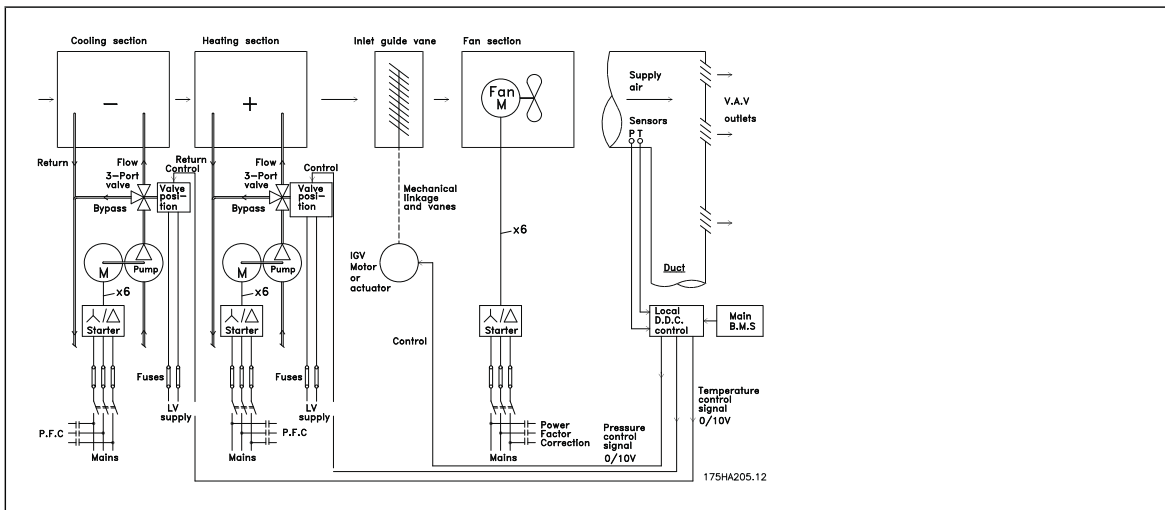 Cooling section
Heating section
Inlet guide vane
Fan section
−
+
Fan
M
Supply
air
Sensors
P T
V.A.V
outlets
Return
Flow
3-Port
valve
Bypass
Control
Valve
posi-
tion
Return
Flow
3-Port
valve
Bypass
Control
Valve
posi-
tion
Mechanical
linkage
and vanes
x6
M
Pump
x6
M
Pump
x6
IGV
Motor
or
actuator
Duct
Starter
Starter
Starter
Local
D.D.C.
control
Main
B.M.S
Control
Fuses
Fuses
LV
supply
LV
supply
Temperature
control
signal
0/10V
P.F.C
P.F.C
Power
Factor
Correction
Pressure
control
signal
0/10V
Mains
Mains
Mains
175HA205.12